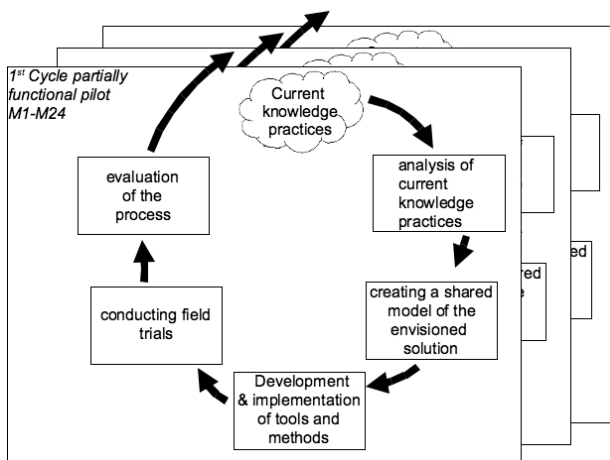 1st Cycle partially
functional pilot
M1-M24
Current
knowledge
practices
analysis of
current
knowledge
practices
creating a shared
model of the
envisioned
solution
Development
& implementation
of tools and
methods
conducting field
trials
evaluation
of the
process